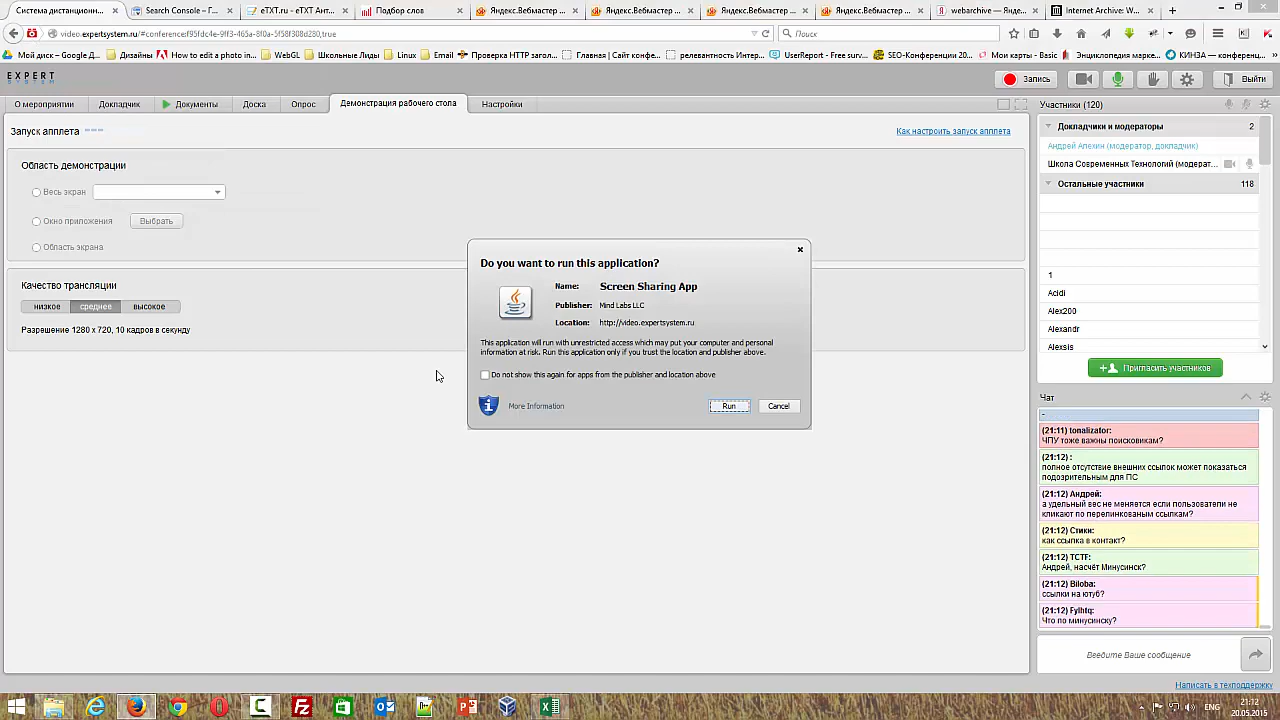 Система дистанционн...
Search Console – Г...
eTXT.ru - eTXT Ант...
Подбор слов
Яндекс.Вебмастер ...
Яндекс.Вебмастер ...
Яндекс.Вебмастер ...
Яндекс.Вебмастер ...
webarchive — Янде...
Internet Archive: W...
video.expertsystem.ru/#conference:f95fdc4e-9ff3-465a-8f0a-5f58f308d280,true
Поиск
Мой диск — Google Д...
Дизайны
How to edit a photo in...
WebGL
Школьные Лиды
Linux
Email
Проверка HTTP загол...
Главная | Сайт конфе...
релевантность Интер...
UserReport - Free surv...
SEO-Конференции 20...
Мои карты - Basic
Энциклопедия марке...
КИНЗА — конференц...
EXPERT
SYSTEM
Запись
Выйти
О мероприятии
Докладчик
Документы
Доска
Опрос
Демонстрация рабочего стола
Настройки
Участники (120)
Запуск апплета
Как настроить запуск апплета
Область демонстрации
Весь экран
Окно приложения
Выбрать
Область экрана
Качество трансляции
низкое
среднее
высокое
Разрешение 1280 x 720, 10 кадров в секунду
Do you want to run this application?
Name: Screen Sharing App
Publisher: Mind Labs LLC
Location: http://video.expertsystem.ru
This application will run with unrestricted access which may put your computer and personal
information at risk. Run this application only if you trust the location and publisher above.
Do not show this again for apps from the publisher and location above
More Information
Run
Cancel
Докладчики и модераторы 2
Андрей Алехин (модератор, докладчик)
Школа Современных Технологий (модерат...
Остальные участники 118
1
Acidi
Alex200
Alexandr
Alexsis
Пригласить участников
Чат
(21:11) tonalizator:
ЧПУ тоже важны поисковикам?
(21:12) :
полное отсутствие внешних ссылок может показаться
подозрительным для ПС
(21:12) Андрей:
а удельный вес не меняется если пользователи не
кликают по перелинкованым ссылкам?
(21:12) Стикн:
как ссылка в контакт?
(21:12) TCTF:
Андрей, насчёт Минусинск?
(21:12) Biloba:
ссылки на ютуб?
(21:12) Fylhtq:
Что по минусинску?
Введите Ваше сообщение
Написать в техподдержку
ENG
21:12
20.05.2015